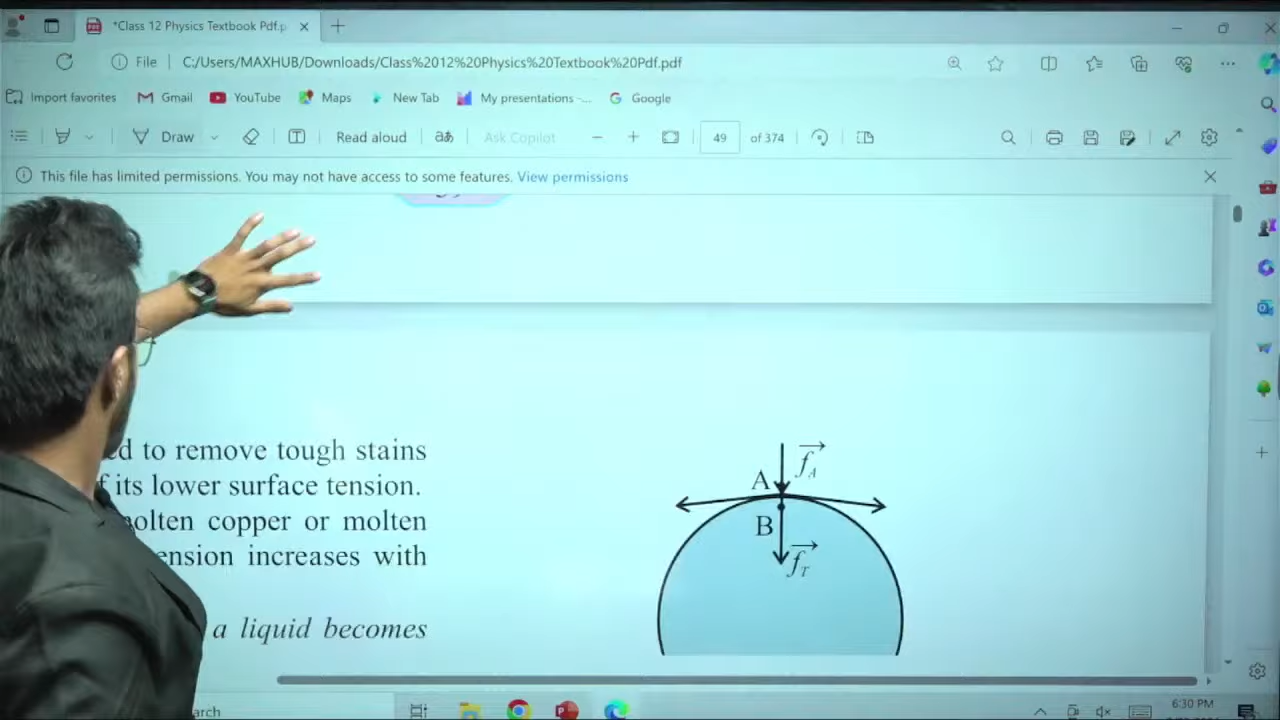 *Class 12 Physics Textbook Pdf.p
File
C:/Users/MAXHUB/Downloads/Class%2012%20Physics%20Textbook%20Pdf.pdf
Import favorites Gmail YouTube Maps New Tab My presentations -... Google
Draw Read aloud Ask Copilot 49 of 374
This file has limited permissions. You may not have access to some features. View permissions
ed to remove tough stains
f its lower surface tension.
molten copper or molten
ension increases with
a liquid becomes
A f_A
B
f_T
arch
6:30 PM